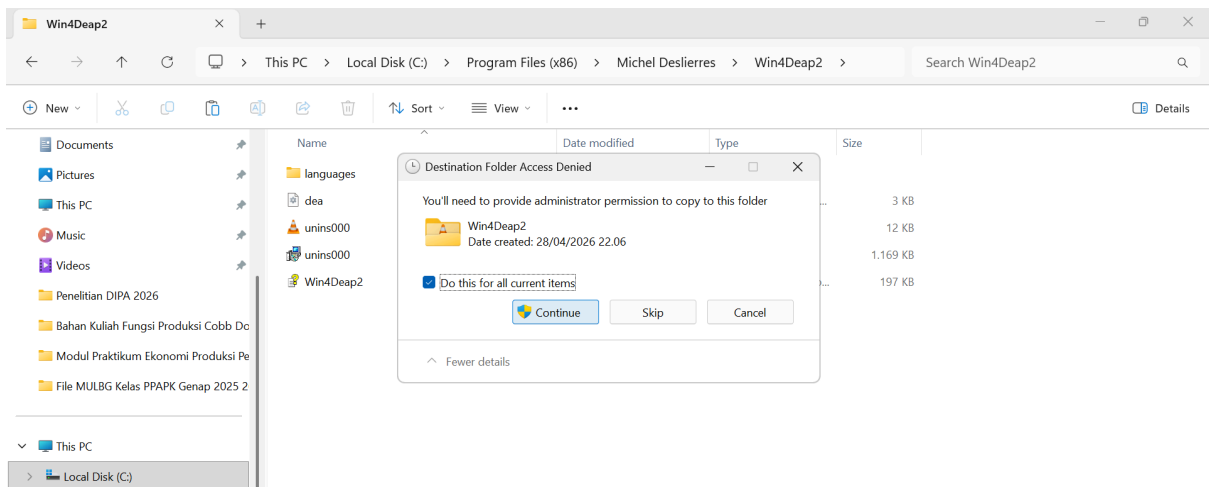 Win4Deap2
This PC > Local Disk (C:) > Program Files (x86) > Michel Deslierres > Win4Deap2 >
Search Win4Deap2
New
Sort
View
Details
Documents
Pictures
This PC
Music
Videos
Penelitian DIPA 2026
Bahan Kuliah Fungsi Produksi Cobb Do
Modul Praktikum Ekonomi Produksi Pe
File MULBG Kelas PPAPK Genap 2025 2
This PC
Local Disk (C:)
Name Date modified Type Size
languages
dea 3 KB
unins000 12 KB
unins000 1.169 KB
Win4Deap2 197 KB
Destination Folder Access Denied
You'll need to provide administrator permission to copy to this folder
Win4Deap2
Date created: 28/04/2026 22.06
Do this for all current items
Continue Skip Cancel
Fewer details